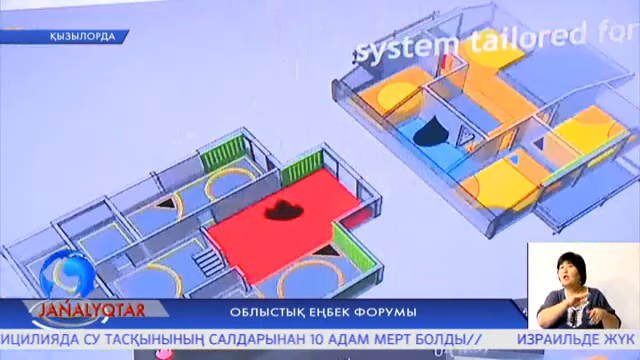 ҚЫЗЫЛОРДА
system tailored for
JAŃALYQTAR
ОБЛЫСТЫҚ ЕҢБЕК ФОРУМЫ
ИЦИЛИЯДА СУ ТАСҚЫНЫНЫҢ САЛДАРЫНАН 10 АДАМ МЕРТ БОЛДЫ// ИЗРАИЛЬДЕ ЖҮК